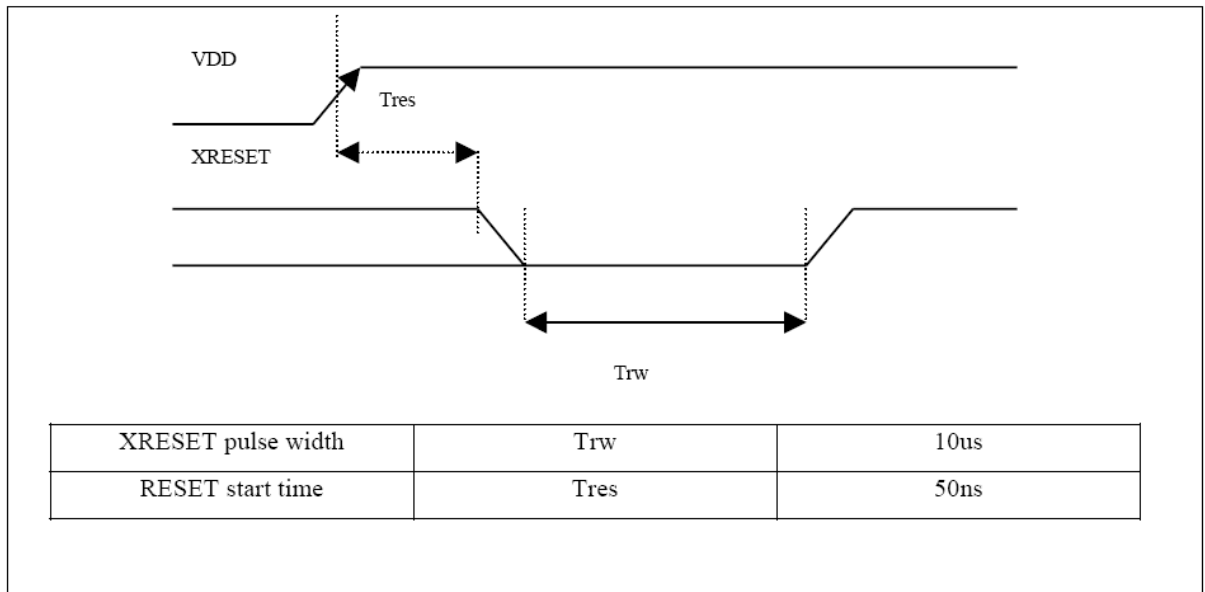 VDD
Tres
XRESET
Trw
XRESET pulse width Trw 10us
RESET start time Tres 50ns